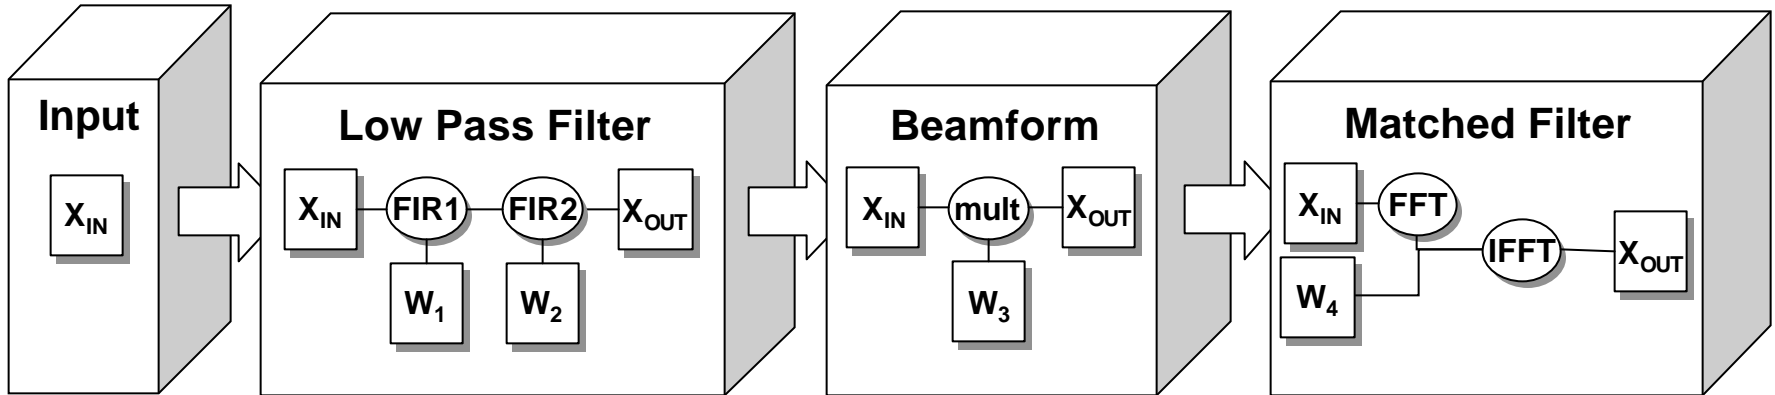 Input
X_IN
Low Pass Filter
X_IN FIR1 FIR2 X_OUT
W_1 W_2
Beamform
X_IN mult X_OUT
W_3
Matched Filter
X_IN FFT
IFFT X_OUT
W_4